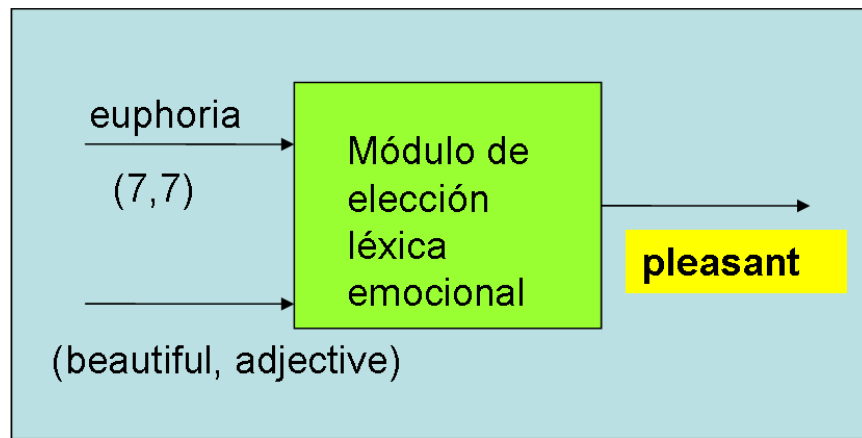 euphoria
(7,7)
Módulo de
elección
léxica
emocional
pleasant
(beautiful, adjective)